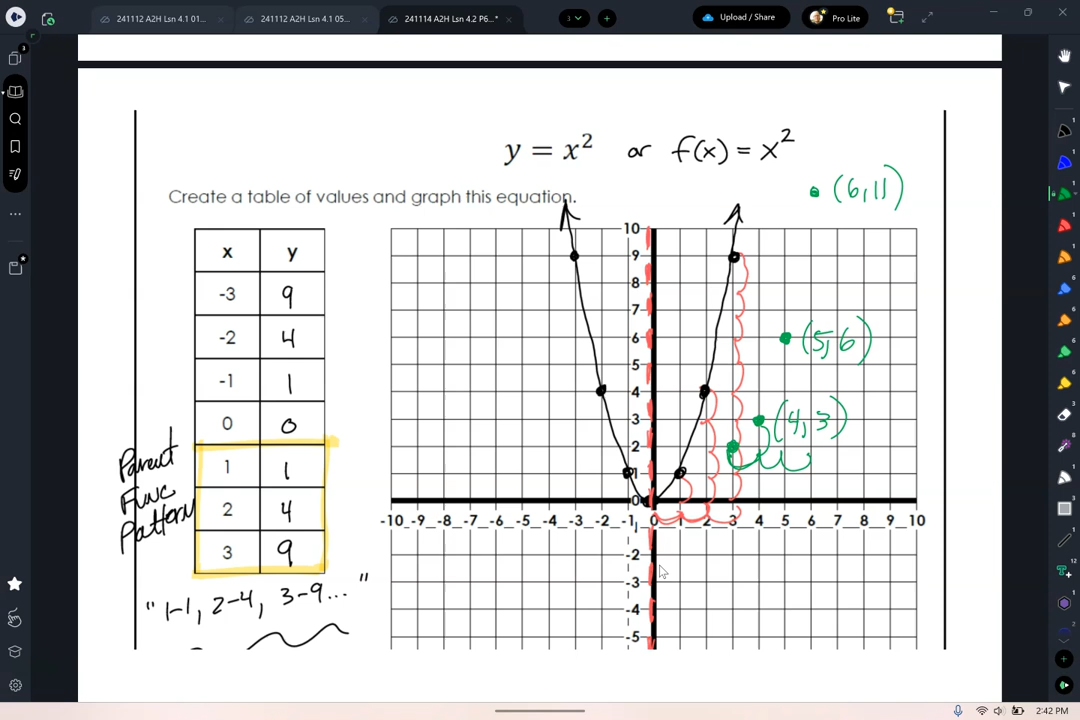 241112 A2H Lsn 4.1 01...
241112 A2H Lsn 4.1 05...
241114 A2H Lsn 4.2 P6...*
3
Upload / Share
Pro Lite
y = x² or f(x) = x²
Create a table of values and graph this equation.
x y
-3 9
-2 4
-1 1
0 0
1 1
2 4
3 9
Parent
Func
Pattern
"1-1, 2-4, 3-9..."
(6,11)
(5,6)
(4,3)
10
9
8
7
6
5
4
3
2
1
0
-10 -9 -8 -7 -6 -5 -4 -3 -2 -1 0 1 2 3 4 5 6 7 8 9 10
-2
-3
-4
-5
2:42 PM